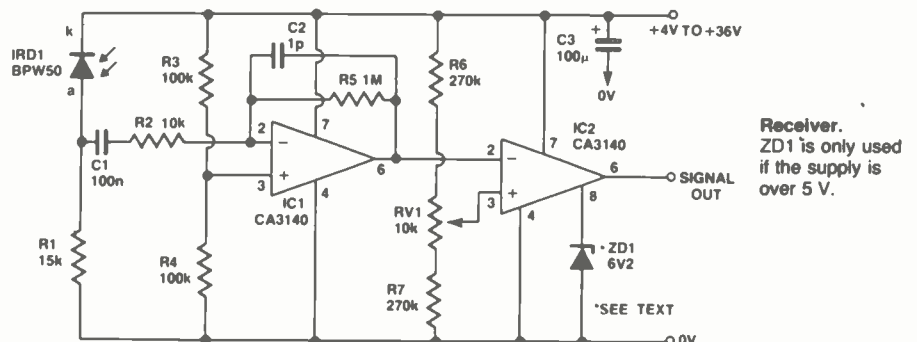 k
IRD1
BPW50
a
R3
100k
C2
1p
R5 1M
R6
270k
C3
+
100μ
0V
+4V TO +36V
R2 10k
C1
100n
2
−
3
+
7
6
4
IC1
CA3140
IC2
CA3140
2
−
3
+
7
6
8
4
SIGNAL
OUT
Receiver.
ZD1 is only used
if the supply is
over 5 V.
RV1
10k
R1
15k
R4
100k
R7
270k
*ZD1
6V2
*SEE TEXT
0V